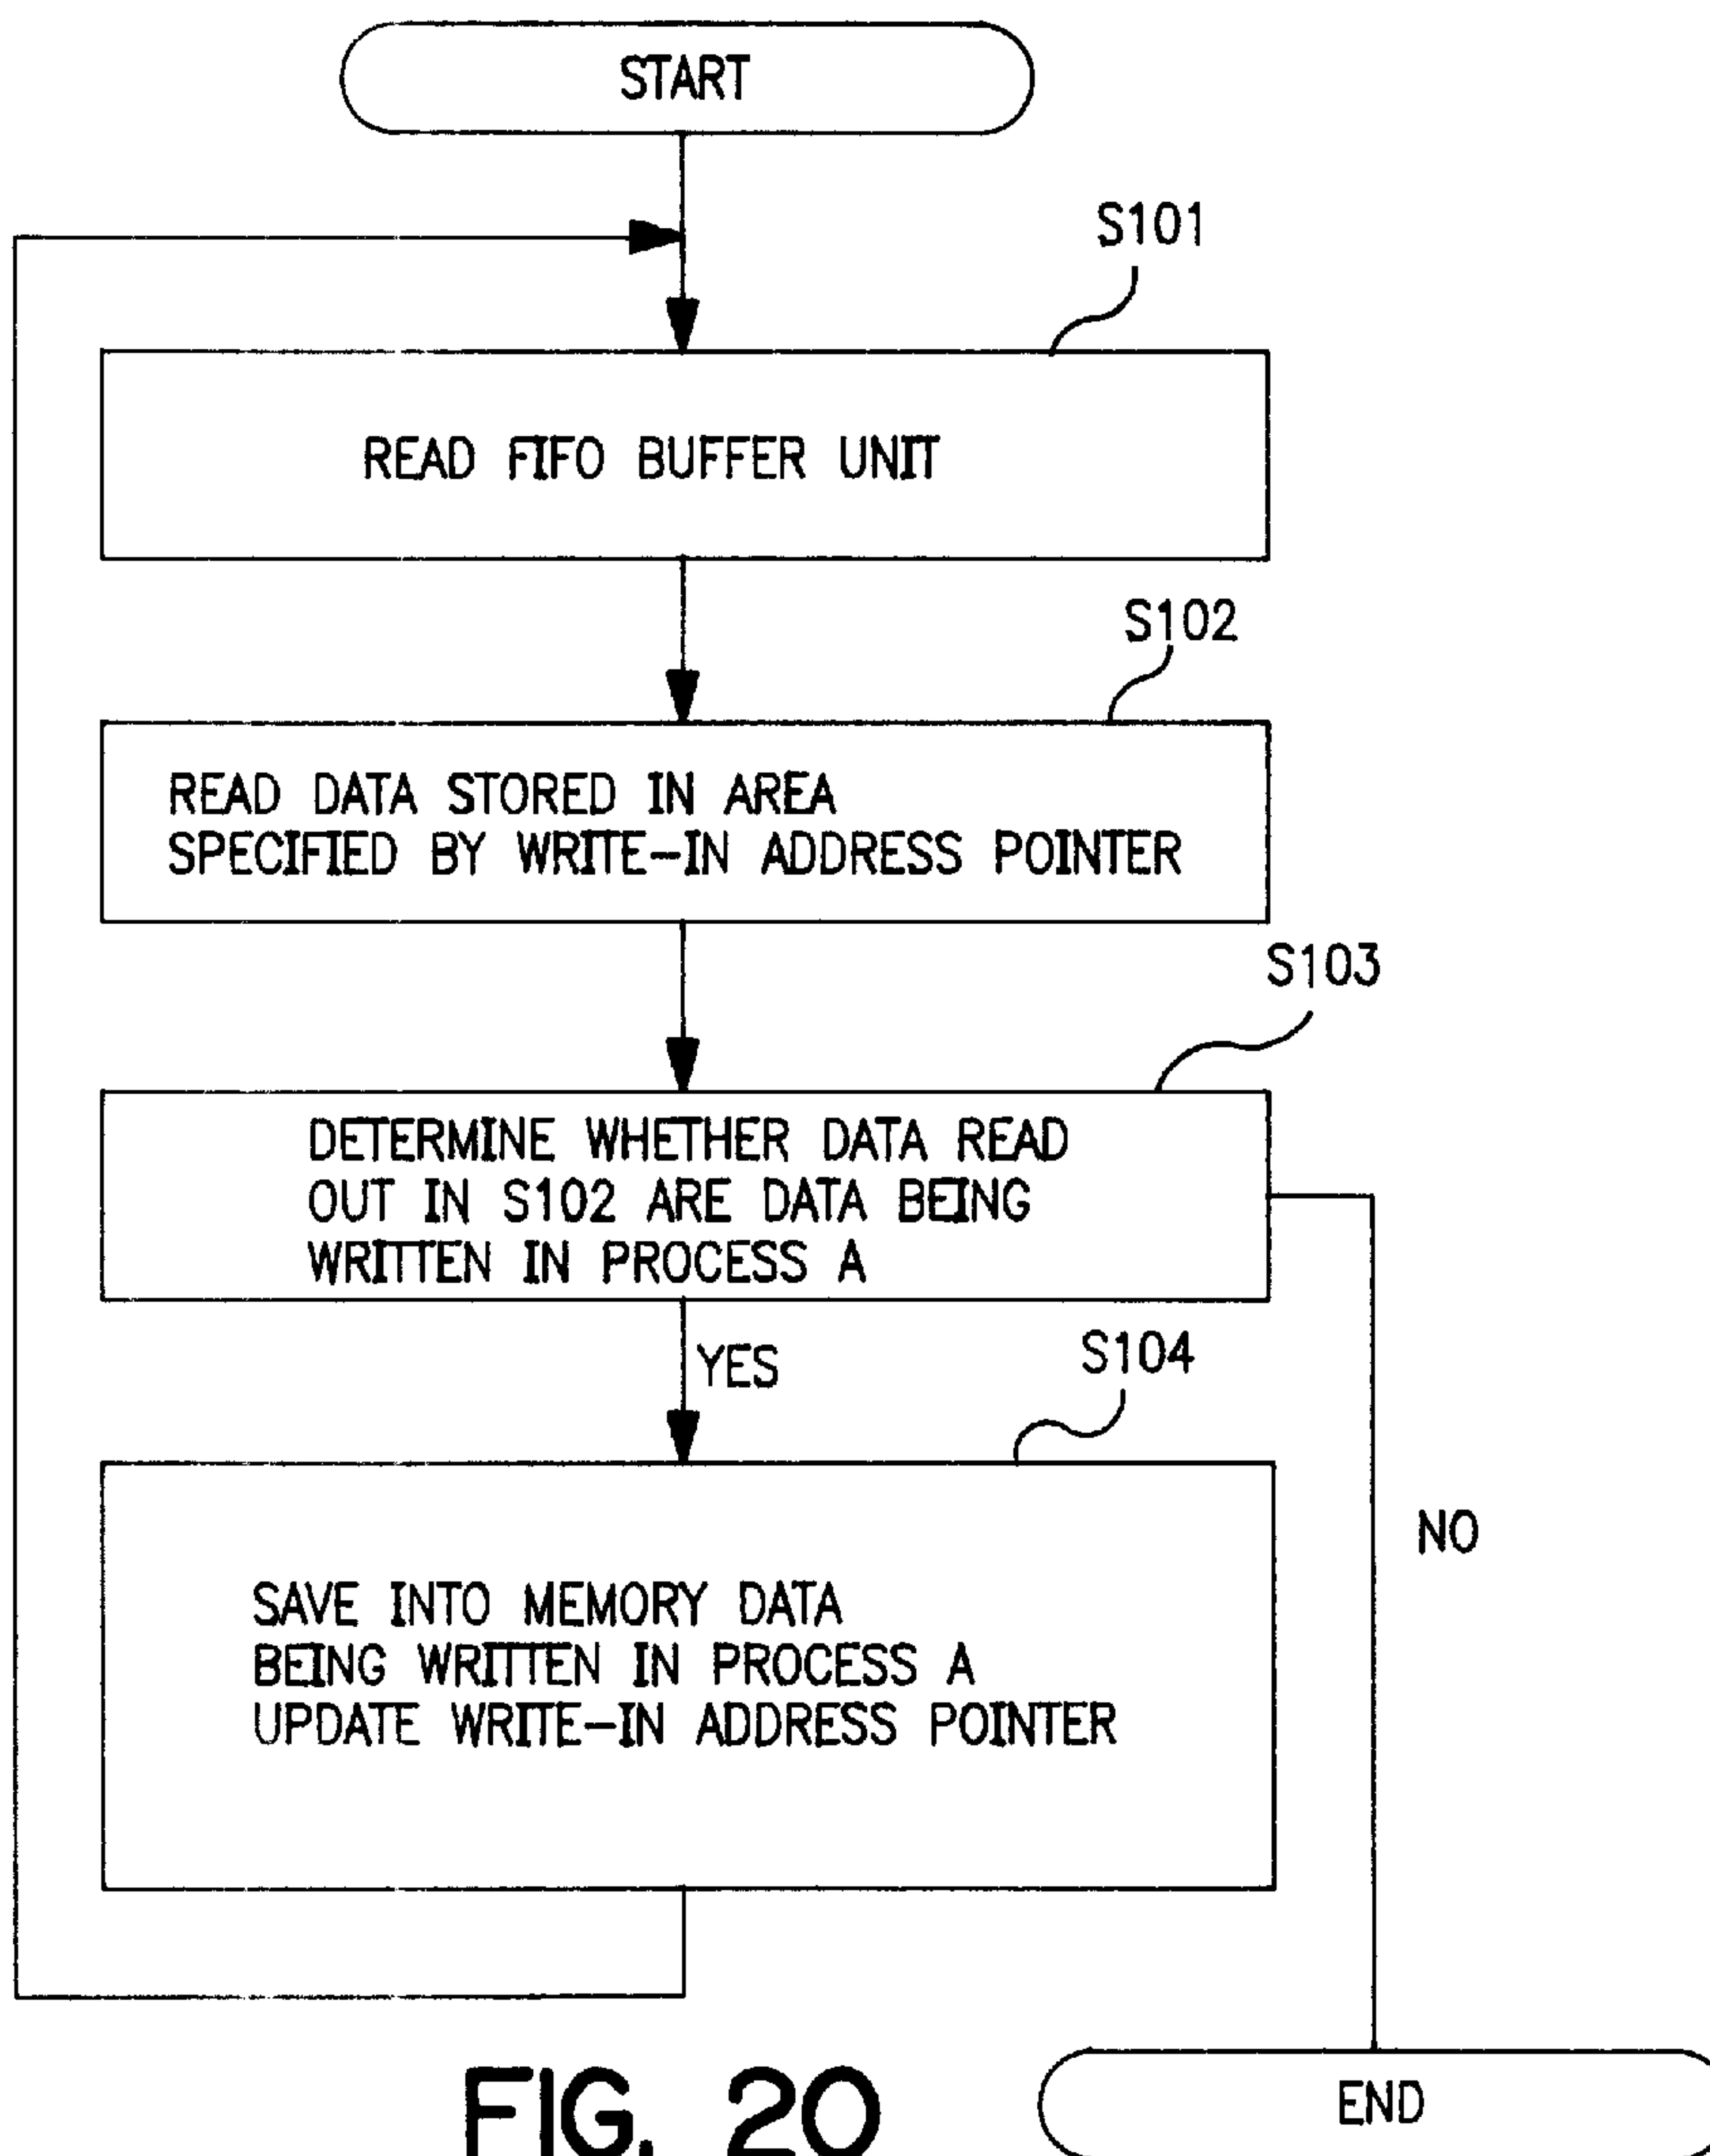 START
S101
READ FIFO BUFFER UNIT
S102
READ DATA STORED IN AREA
SPECIFIED BY WRITE-IN ADDRESS POINTER
S103
DETERMINE WHETHER DATA READ
OUT IN S102 ARE DATA BEING
WRITTEN IN PROCESS A
YES
S104
NO
SAVE INTO MEMORY DATA
BEING WRITTEN IN PROCESS A
UPDATE WRITE-IN ADDRESS POINTER
END
FIG. 20